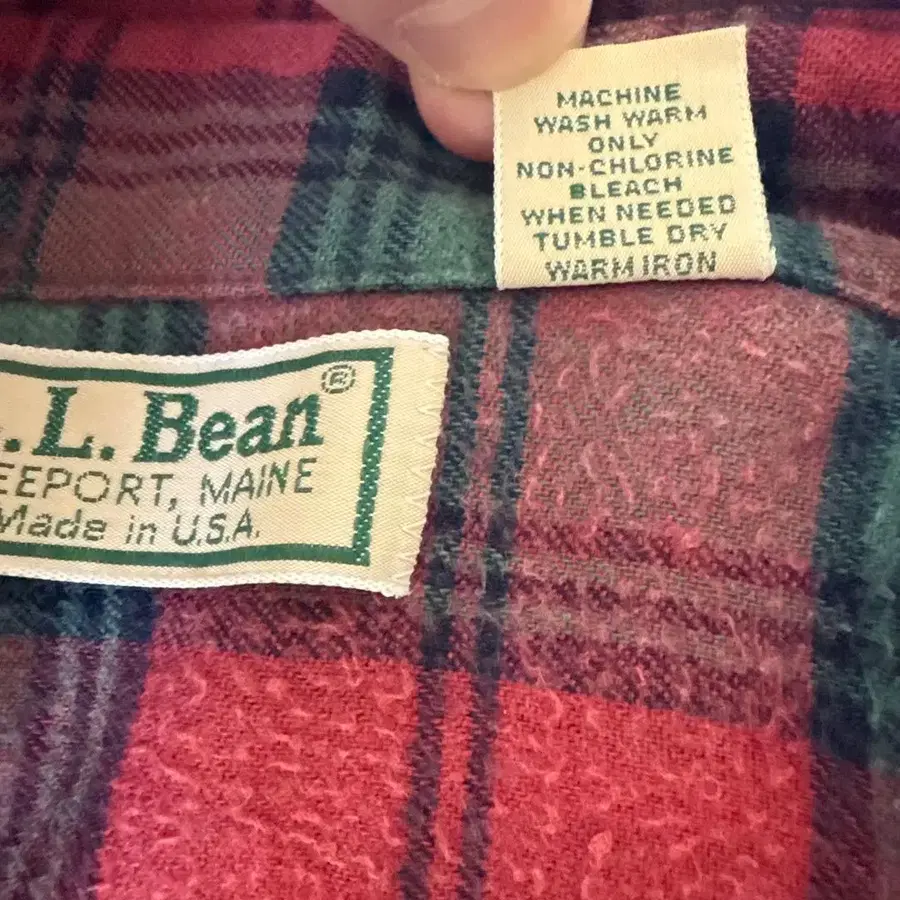 MACHINE
WASH WARM
ONLY
NON-CHLORINE
BLEACH
WHEN NEEDED
TUMBLE DRY
WARM IRON
.L. Bean®
EEPORT, MAINE
Made in U.S.A.